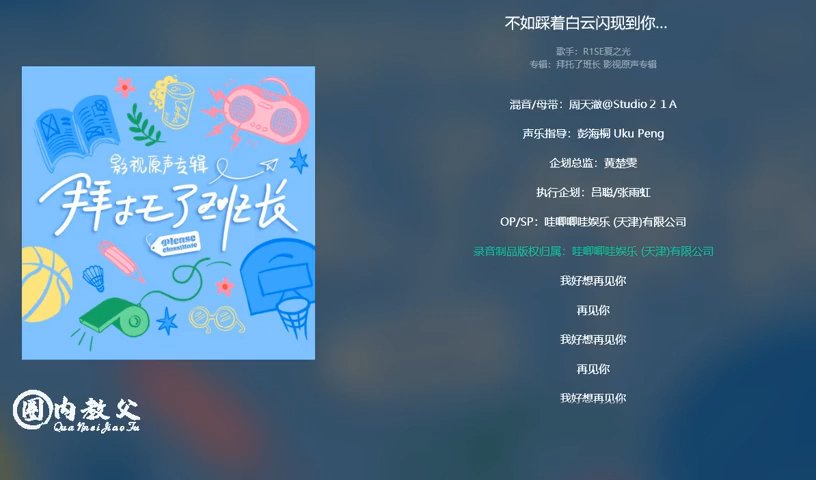 不如踩着白云闪现到你...
歌手：R1SE夏之光
专辑：拜托了班长 影视原声专辑
混音/母带：周天澈@Studio２１A
声乐指导：彭海桐 Uku Peng
企划总监：黄楚雯
执行企划：吕聪/张雨虹
OP/SP：哇唧唧哇娱乐 (天津)有限公司
录音制品版权归属：哇唧唧哇娱乐 (天津)有限公司
我好想再见你
再见你
我好想再见你
再见你
我好想再见你
影视原声专辑
拜托了班长
Please
classmate
圈内教父
QuanNeiJiaoFu